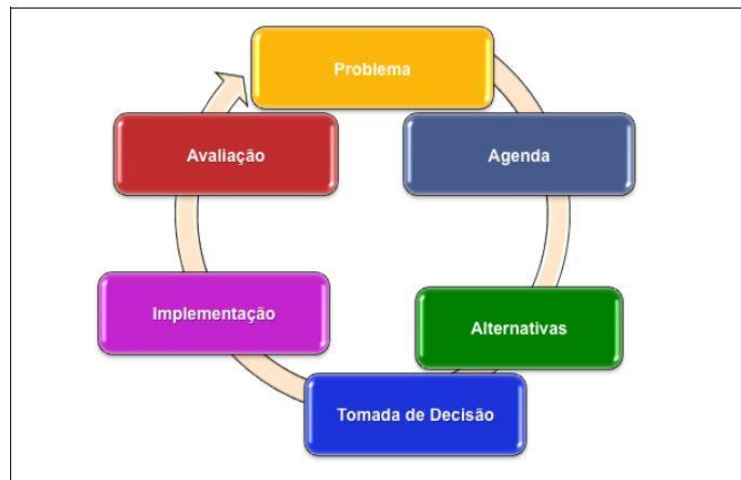 Problema
Agenda
Alternativas
Tomada de Decisão
Implementação
Avaliação